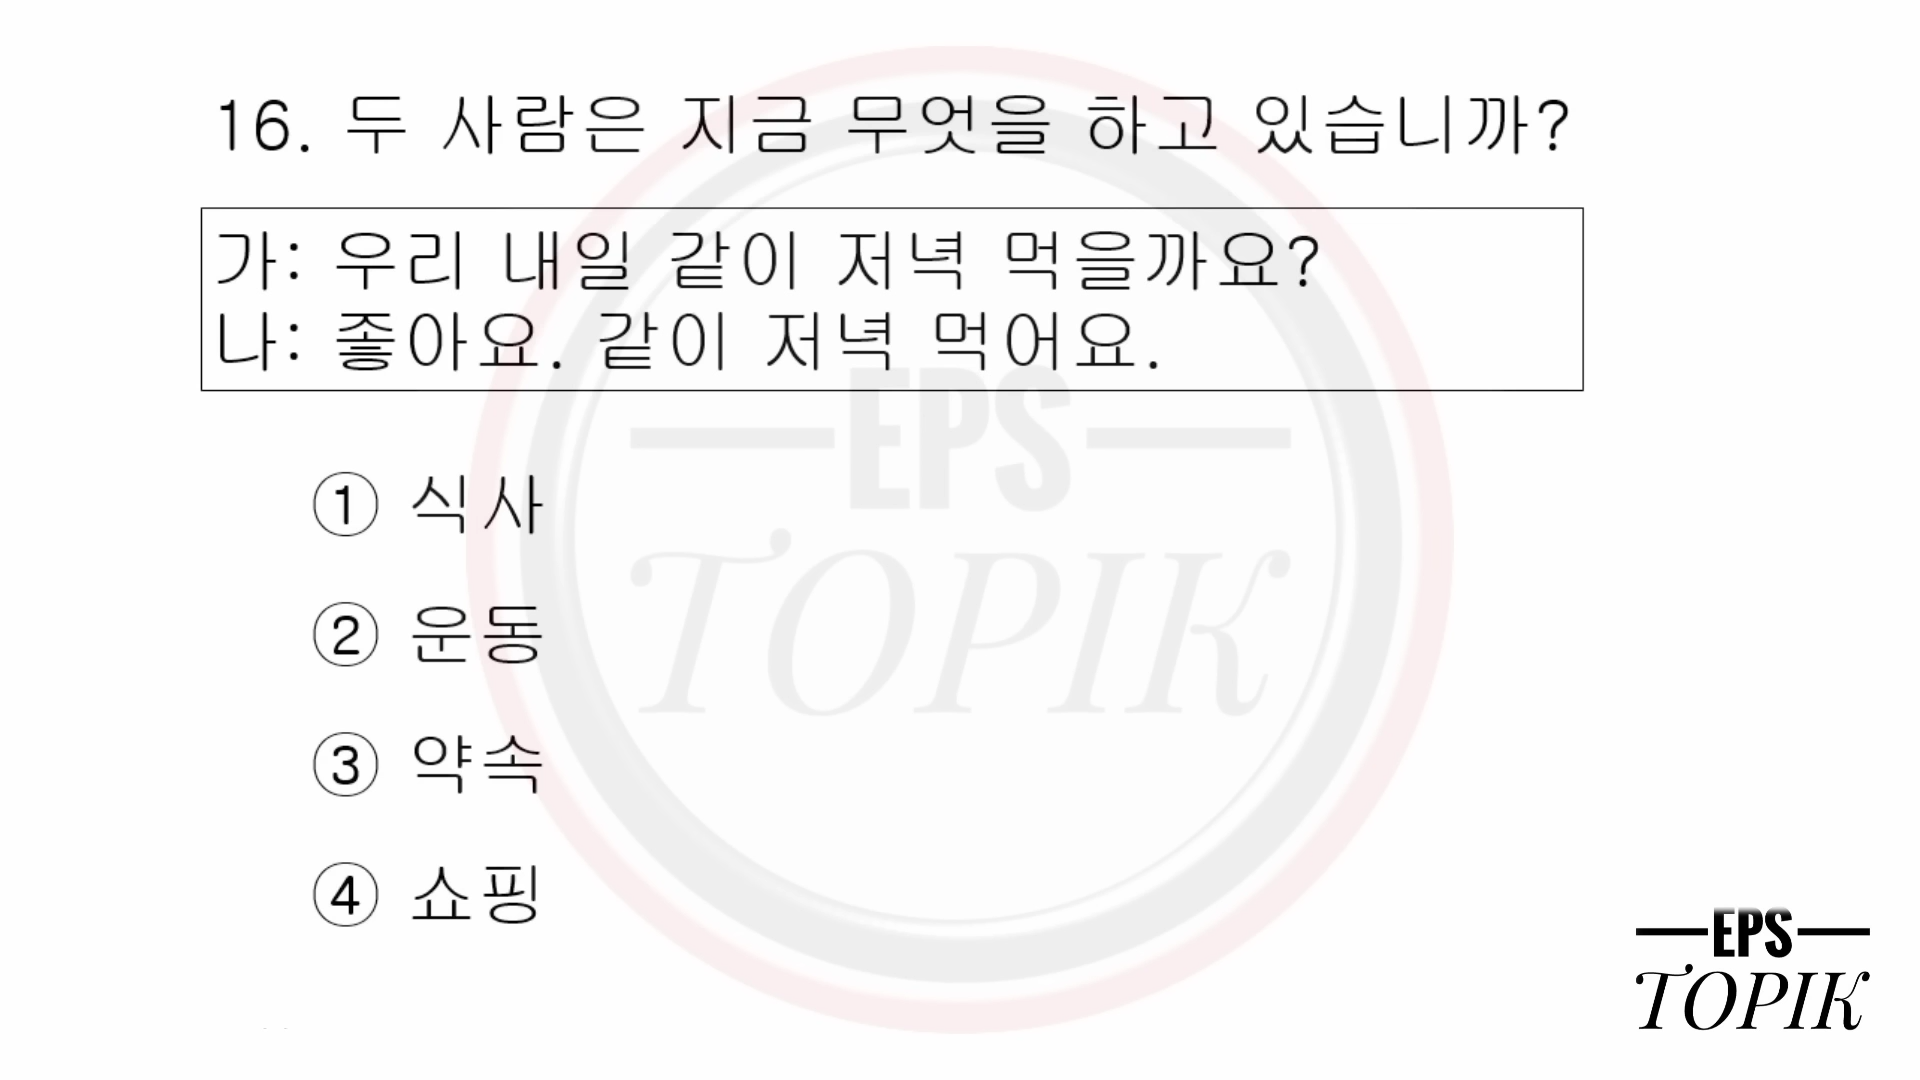 16. 두 사람은 지금 무엇을 하고 있습니까?
가: 우리 내일 같이 저녁 먹을까요?
나: 좋아요. 같이 저녁 먹어요.
EPS
TOPIK
① 식사
② 운동
③ 약속
④ 쇼핑
EPS
TOPIK